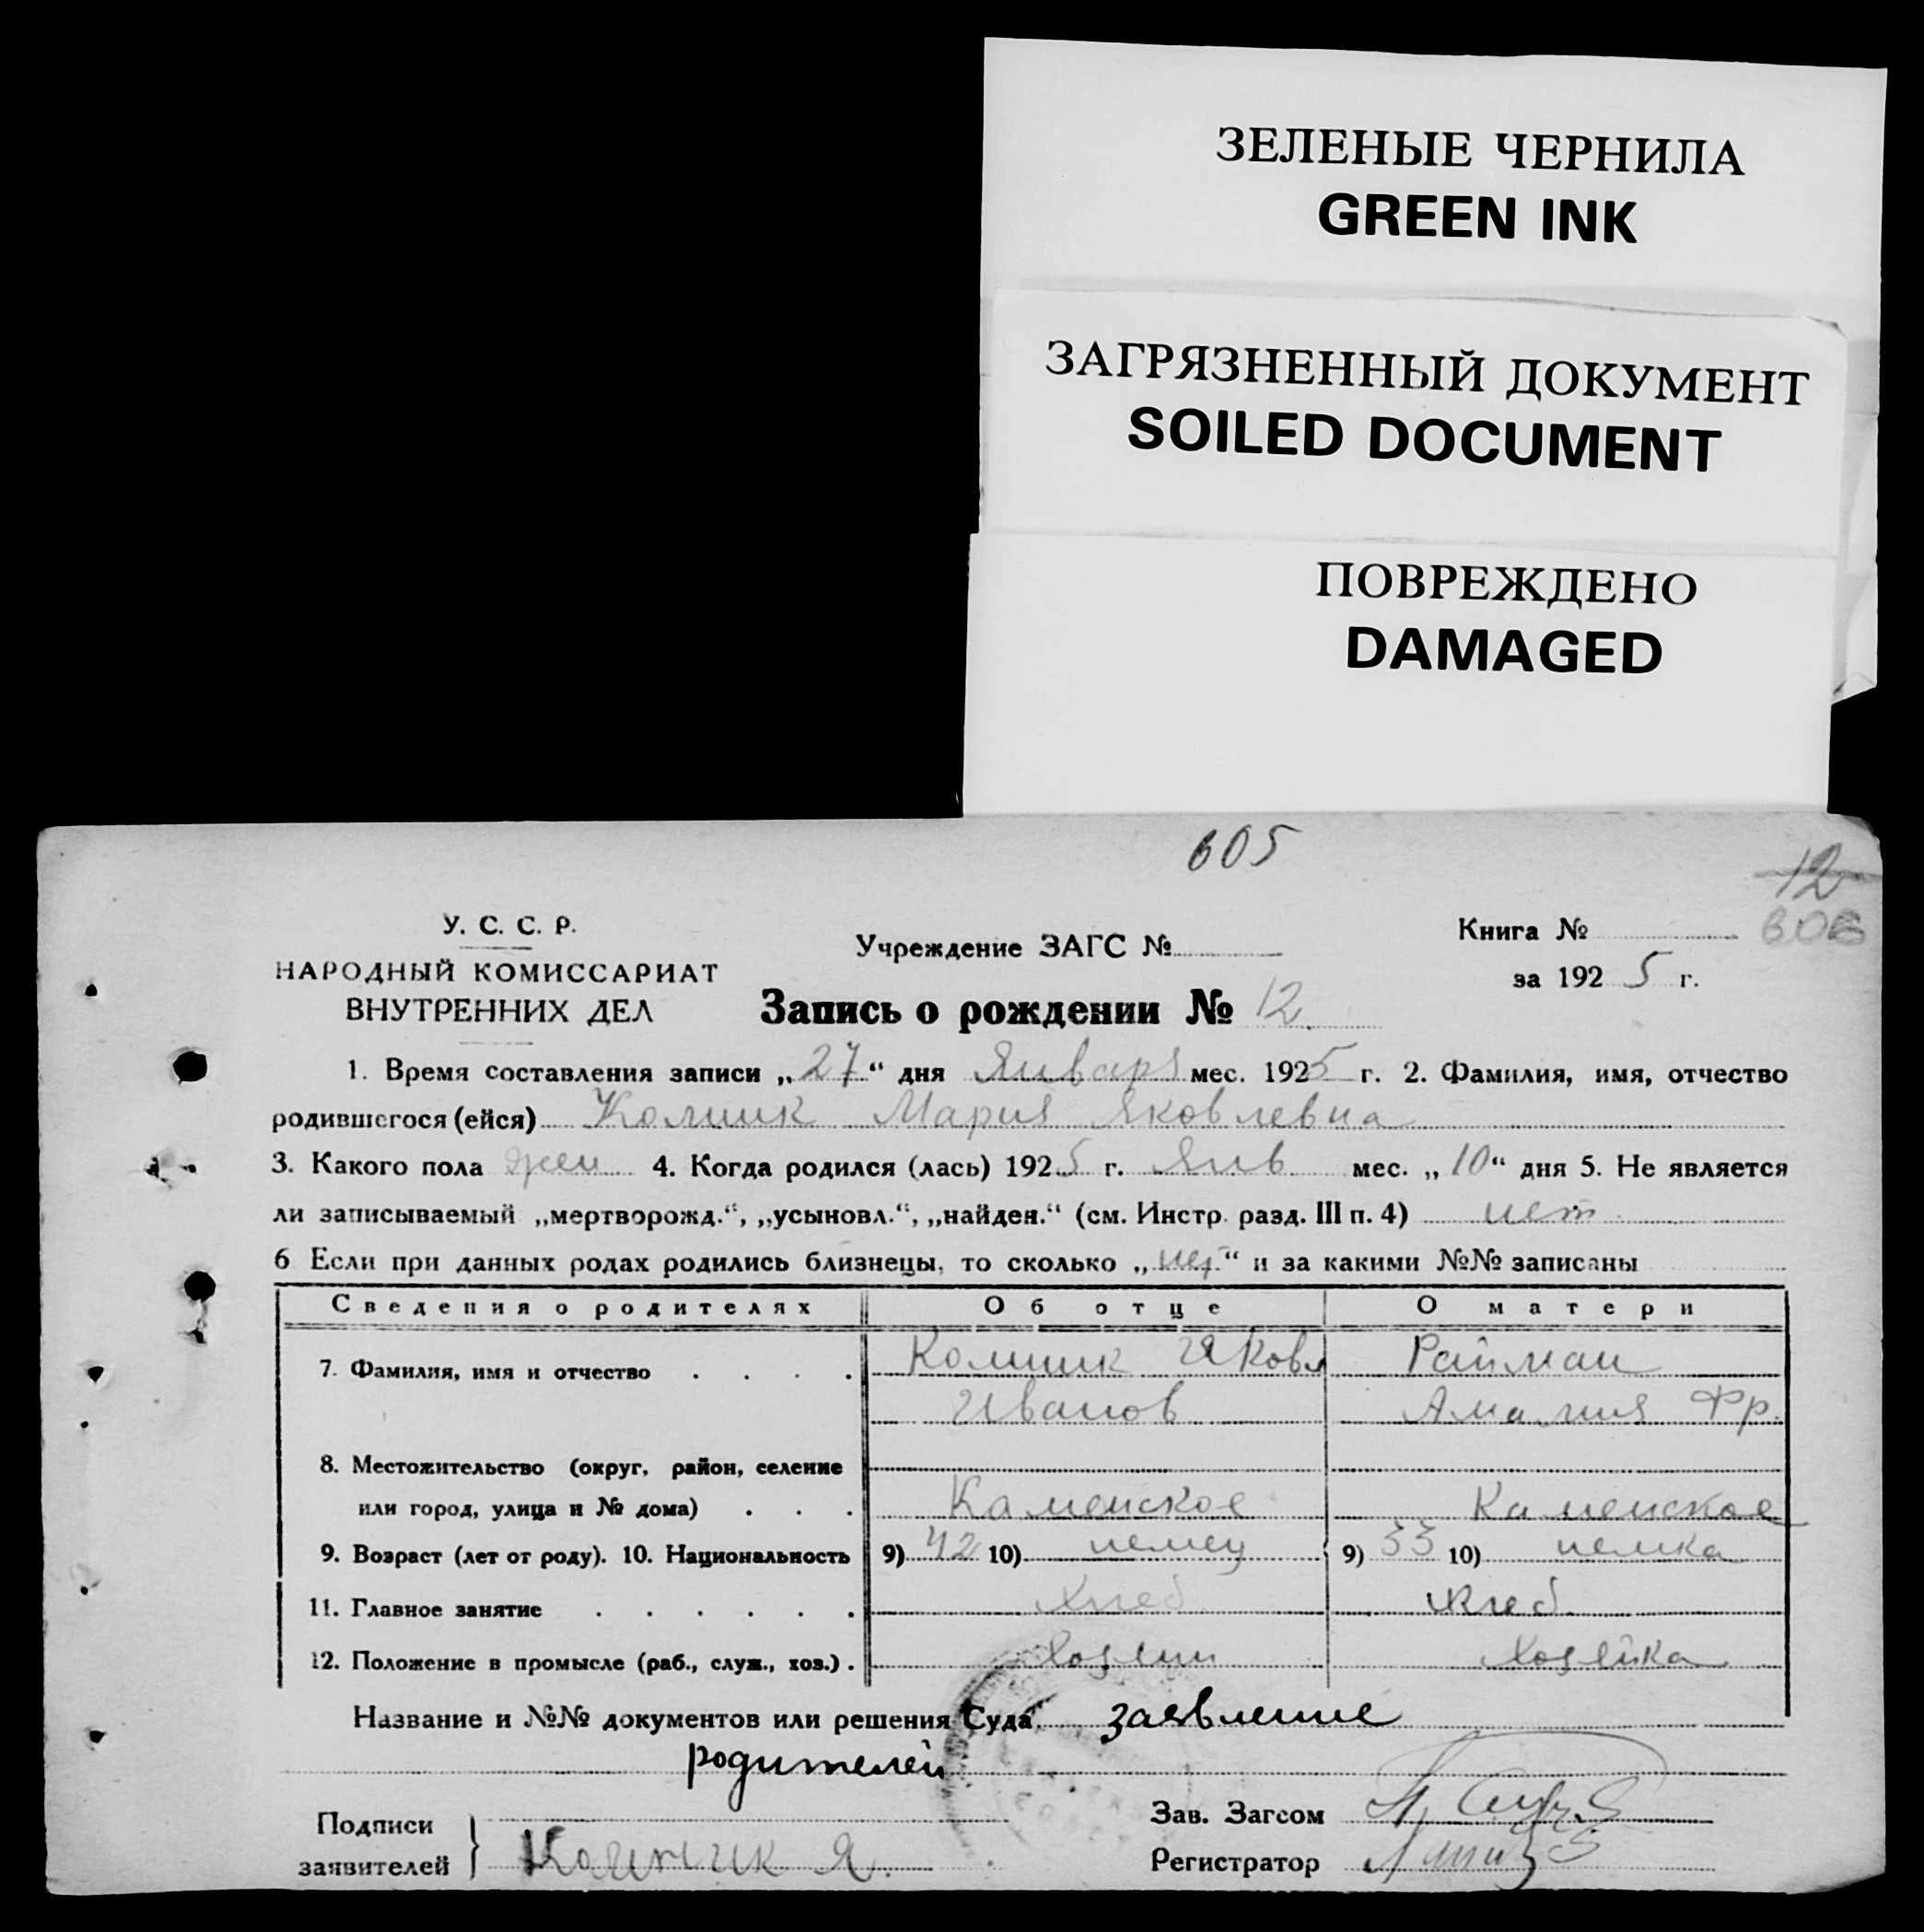 ЗЕЛЕНЫЕ ЧЕРНИЛА
GREEN INK
ЗАГРЯЗНЕННЫЙ ДОКУМЕНТ
SOILED DOCUMENT
ПОВРЕЖДЕНО
DAMAGED
605
12
606
У. С. С. Р.
НАРОДНЫЙ КОМИССАРИАТ
ВНУТРЕННИХ ДЕЛ
Учреждение ЗАГС №
Книга №
за 1925 г.
Запись о рождении № 12
1. Время составления записи „27“ дня Января мес. 1925 г. 2. Фамилия, имя, отчество
родившегося (ейся) Колник Мария Яковлевна
3. Какого пола жен 4. Когда родился (лась) 1925 г. Янв мес. „10“ дня 5. Не является
ли записываемый „мертворожд.“, „усыновл.“, „найден.“ (см. Инстр. разд. III п. 4) нет
6 Если при данных родах родились близнецы, то сколько „нет“ и за какими №№ записаны
Сведения о родителях Об отце О матери
7. Фамилия, имя и отчество Колник Яковл Райман
Иванов Амалия Фр.
8. Местожительство (округ, район, селение
или город, улица и № дома) Каменское Каменское
9. Возраст (лет от роду). 10. Национальность 9) 42 10) немец 9) 33 10) немка
11. Главное занятие Хлеб Хлеб
12. Положение в промысле (раб., служ., хоз.) Хозяин Хозяйка
Название и №№ документов или решения Суда заявление
родителей
Подписи
заявителей Колник Я.
Зав. Загсом
Регистратор